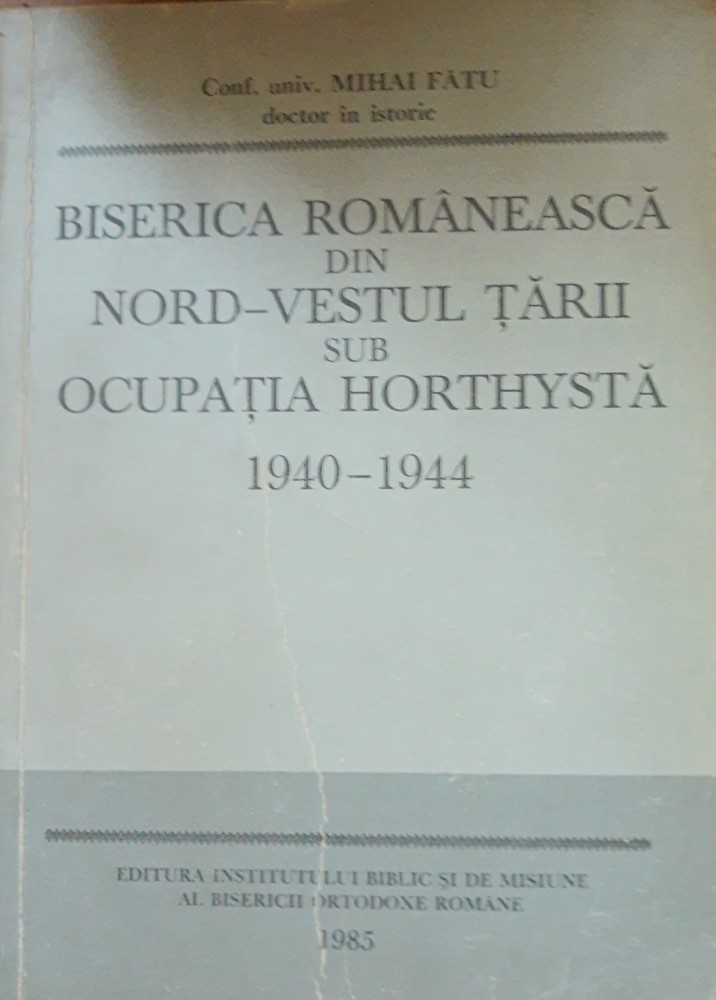 Conf. univ. MIHAI FĂTU
doctor în istorie
BISERICA ROMÂNEASCĂ
DIN
NORD-VESTUL ȚĂRII
SUB
OCUPAȚIA HORTHYSTĂ
1940-1944
EDITURA INSTITUTULUI BIBLIC ȘI DE MISIUNE
AL BISERICII ORTODOXE ROMÂNE
1985